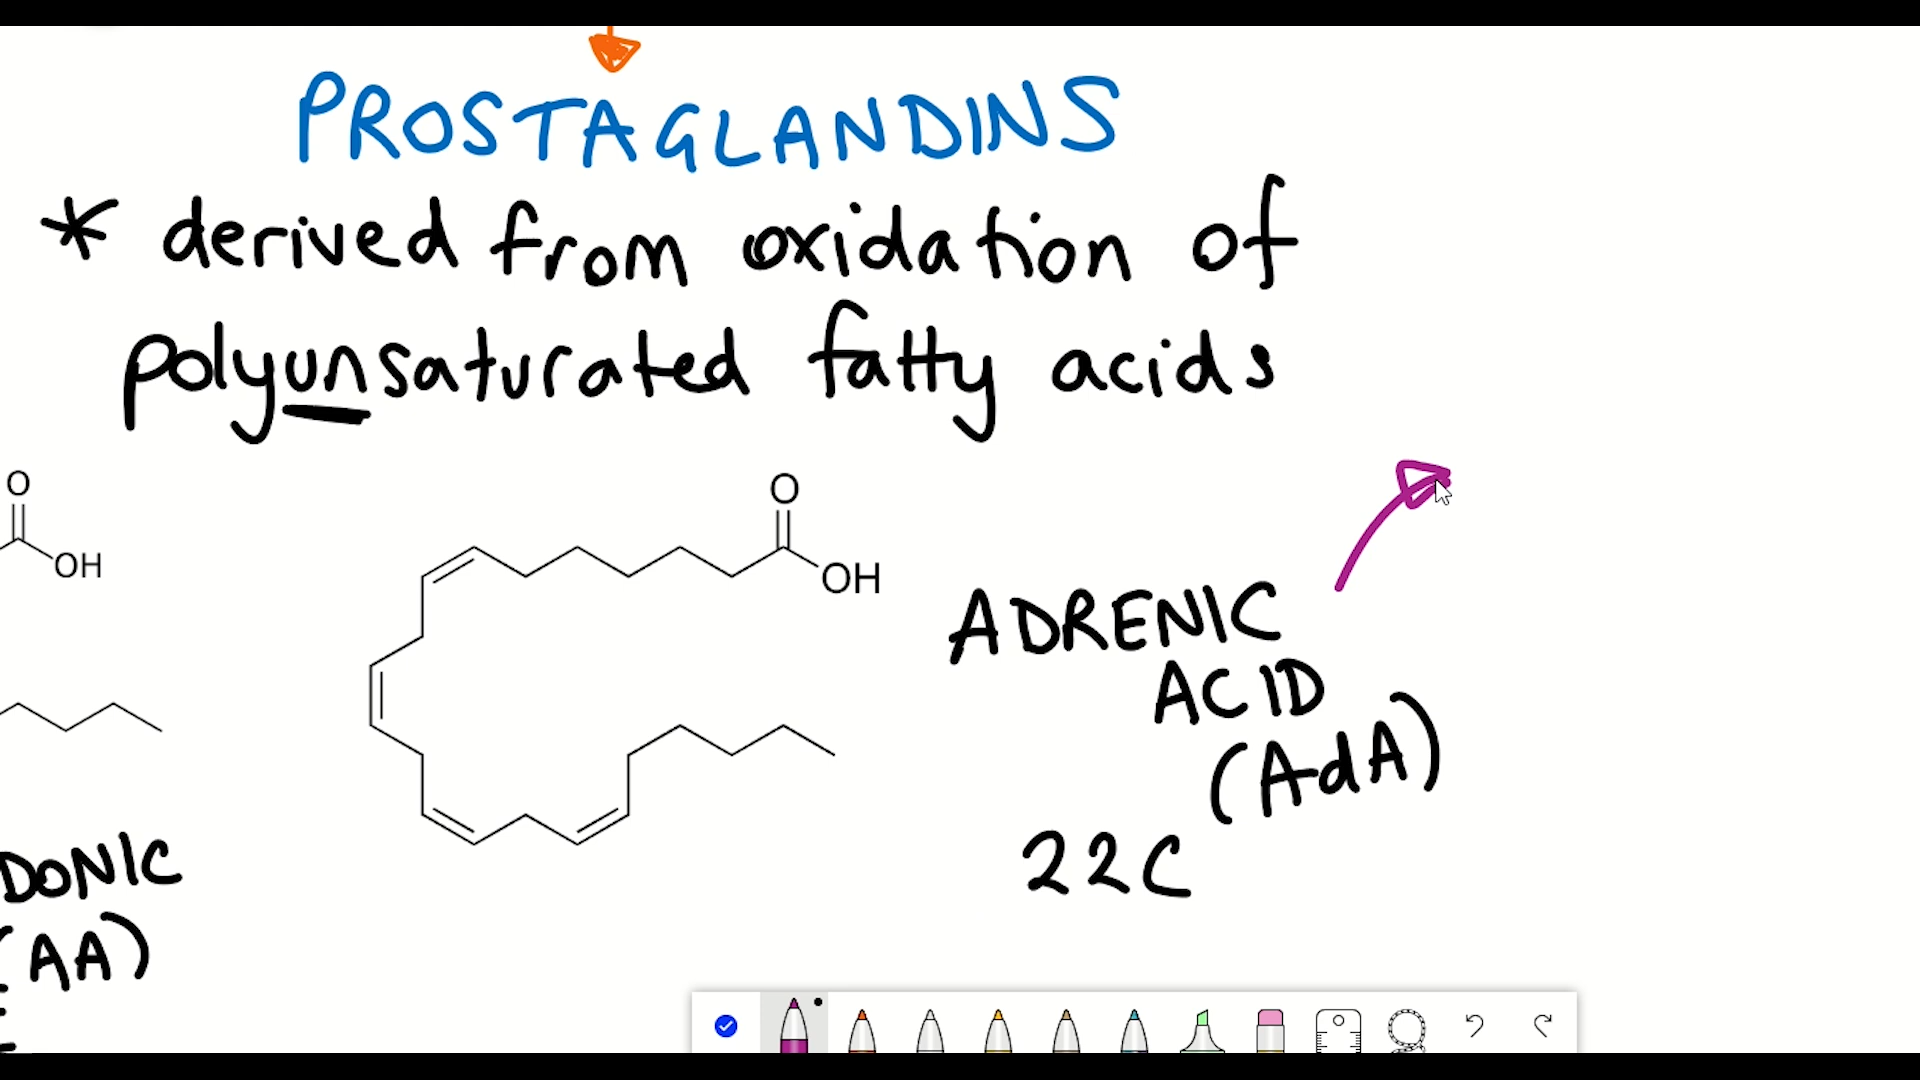 PROSTAGLANDINS
* derived from oxidation of
polyunsaturated fatty acids
O
OH
O
OH
ADRENIC
ACID
(AdA)
22C
DONIC
(AA)